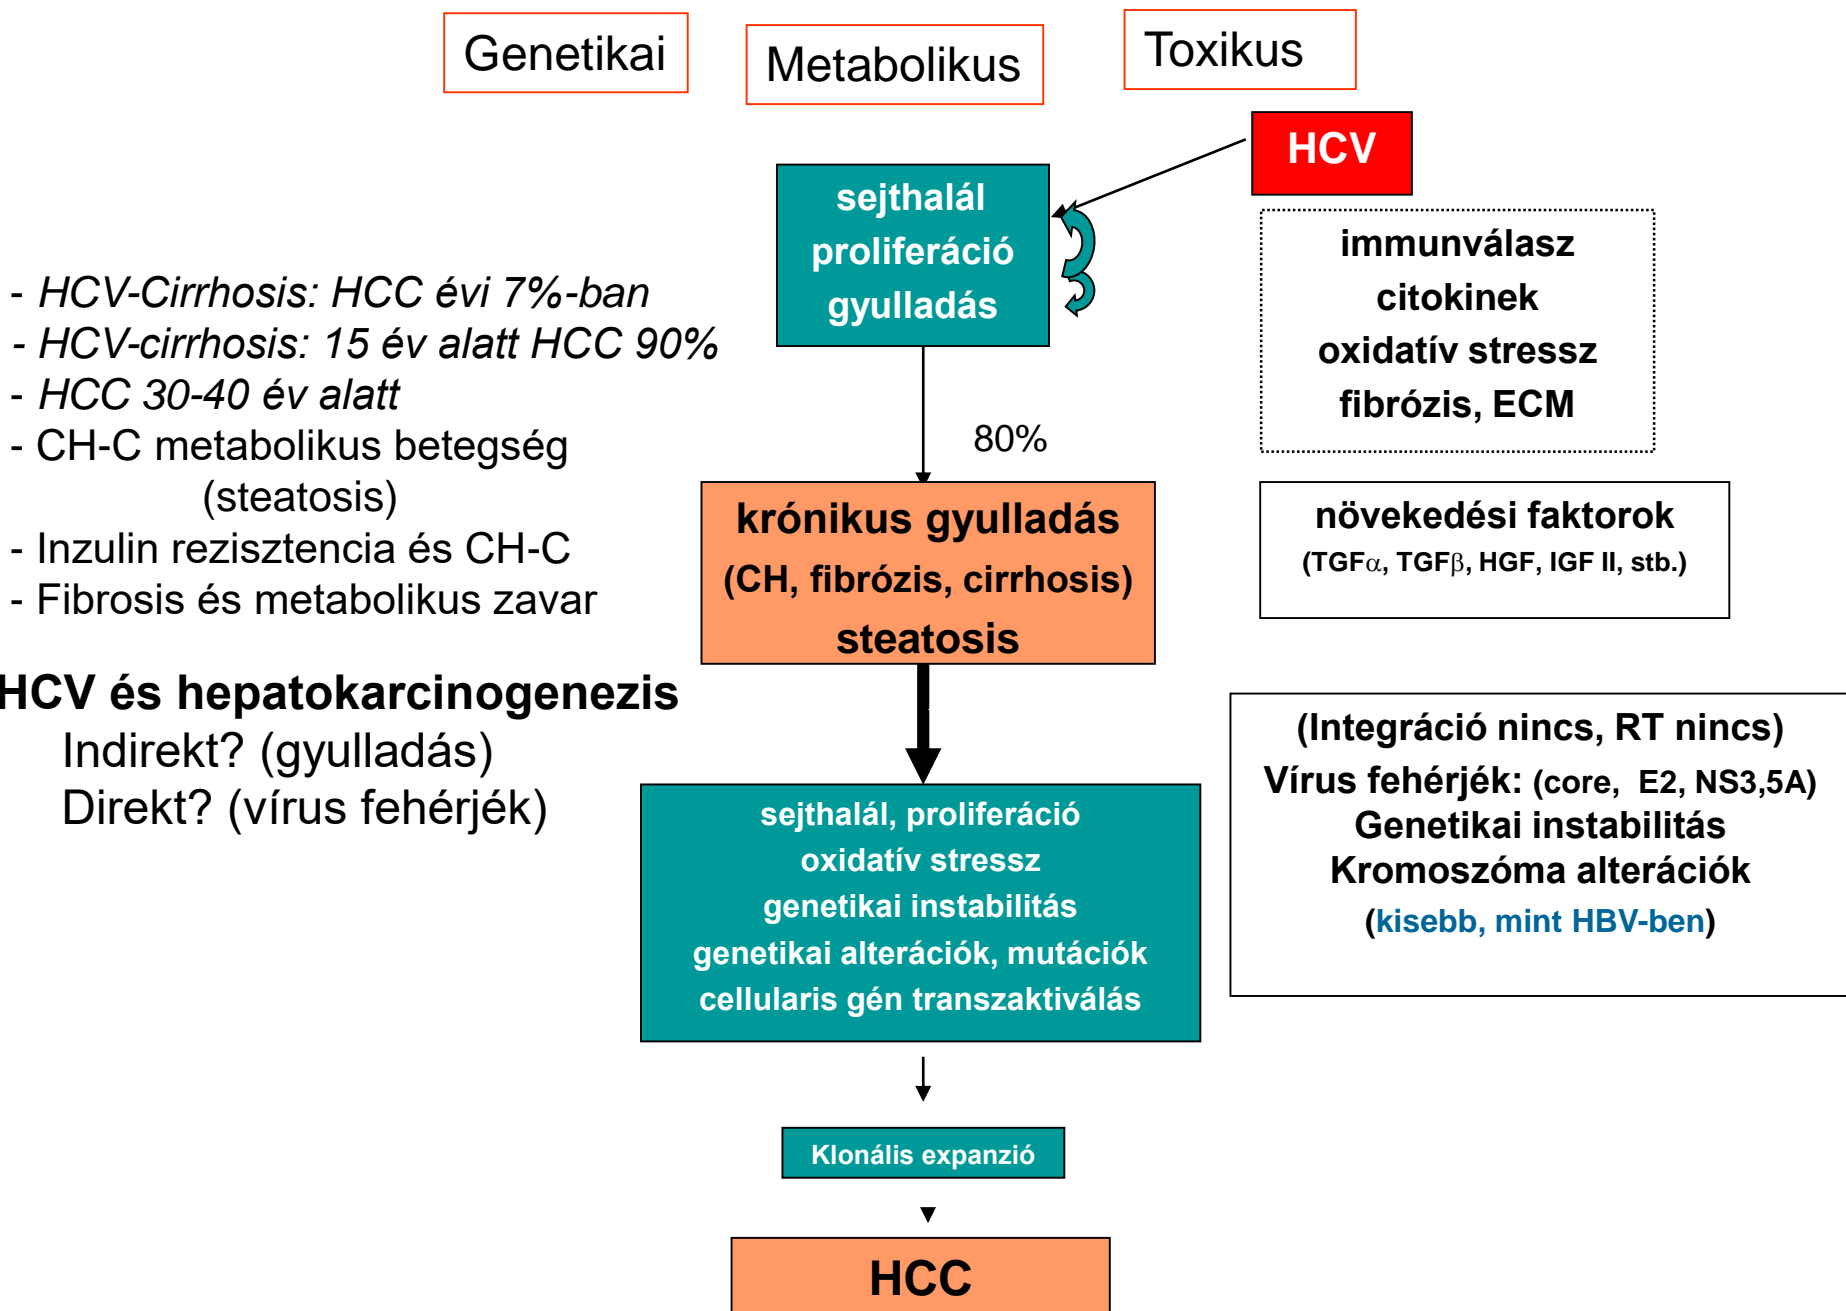 Genetikai
Metabolikus
Toxikus
HCV
sejthalál
proliferáció
gyulladás
immunválasz
citokinek
oxidatív stressz
fibrózis, ECM
- HCV-Cirrhosis: HCC évi 7%-ban
- HCV-cirrhosis: 15 év alatt HCC 90%
- HCC 30-40 év alatt
- CH-C metabolikus betegség
(steatosis)
- Inzulin rezisztencia és CH-C
- Fibrosis és metabolikus zavar
80%
krónikus gyulladás
(CH, fibrózis, cirrhosis)
steatosis
növekedési faktorok
(TGFα, TGFβ, HGF, IGF II, stb.)
HCV és hepatokarcinogenezis
Indirekt? (gyulladás)
Direkt? (vírus fehérjék)
(Integráció nincs, RT nincs)
Vírus fehérjék: (core, E2, NS3,5A)
Genetikai instabilitás
Kromoszóma alterációk
(kisebb, mint HBV-ben)
sejthalál, proliferáció
oxidatív stressz
genetikai instabilitás
genetikai alterációk, mutációk
cellularis gén transzaktiválás
Klonális expanzió
HCC